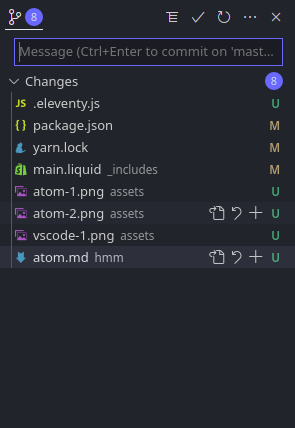 8
Message (Ctrl+Enter to commit on 'mast...
Changes 8
JS .eleventy.js U
{ } package.json M
yarn.lock M
main.liquid _includes M
atom-1.png assets U
atom-2.png assets U
vscode-1.png assets U
atom.md hmm U